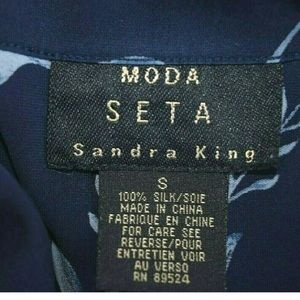 MODA
SETA
Sandra King
S
100% SILK/SOIE
MADE IN CHINA
FABRIQUE EN CHINE
FOR CARE SEE
REVERSE/POUR
ENTRETIEN VOIR
AU VERSO
RN 89524